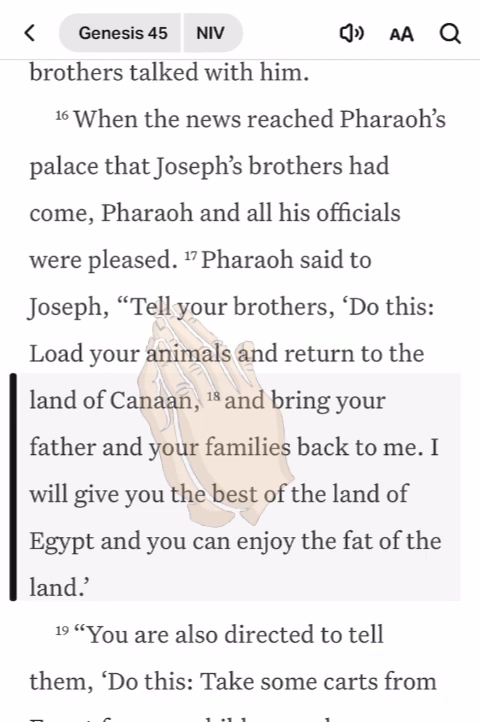 Genesis 45 NIV AA
brothers talked with him.
16 When the news reached Pharaoh’s
palace that Joseph’s brothers had
come, Pharaoh and all his officials
were pleased. 17 Pharaoh said to
Joseph, “Tell your brothers, ‘Do this:
Load your animals and return to the
land of Canaan, 18 and bring your
father and your families back to me. I
will give you the best of the land of
Egypt and you can enjoy the fat of the
land.’
19 “You are also directed to tell
them, ‘Do this: Take some carts from